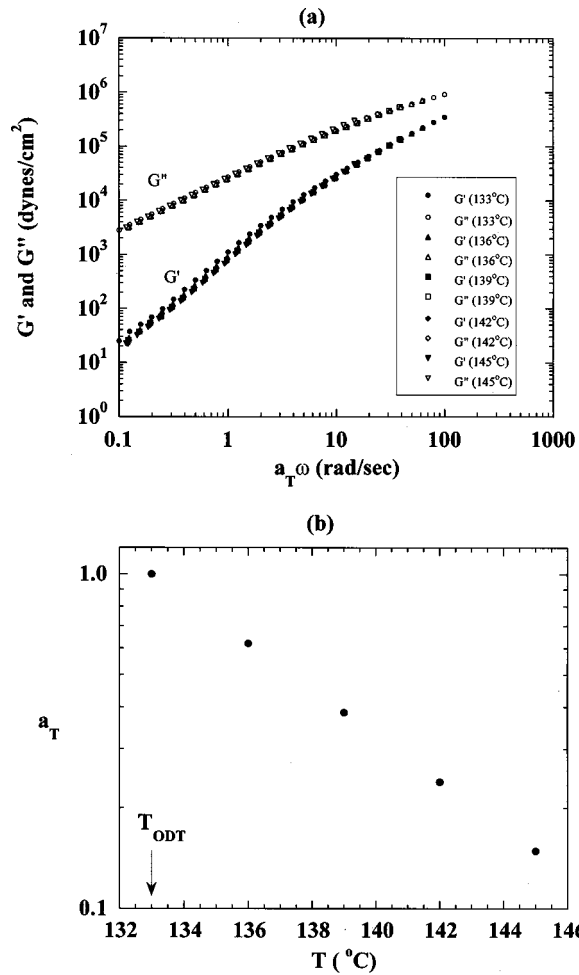 (a)
10⁷
10⁶
10⁵
10⁴
10³
10²
10¹
10⁰
G' and G" (dynes/cm²)
G"
G'
G' (133°C)
G" (133°C)
G' (136°C)
G" (136°C)
G' (139°C)
G" (139°C)
G' (142°C)
G" (142°C)
G' (145°C)
G" (145°C)
0.1 1 10 100 1000
a_Tω (rad/sec)
(b)
1.0
a_T
T_ODT
0.1
132 134 136 138 140 142 144 146
T ( °C)